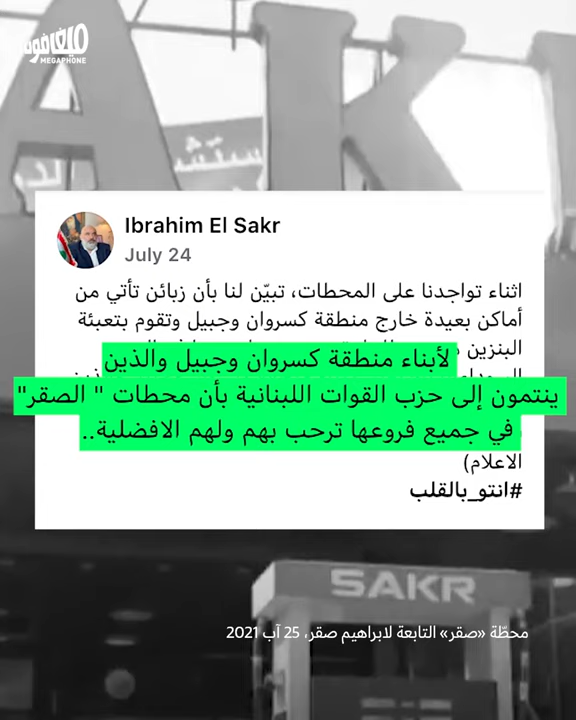 ميغافون
MEGAPHONE
AK
Ibrahim El Sakr
July 24
اثناء تواجدنا على المحطات، تبيّن لنا بأن زبائن تأتي من
أماكن بعيدة خارج منطقة كسروان وجبيل وتقوم بتعبئة
البنزين
لأبناء منطقة كسروان وجبيل والذين
ينتمون إلى حزب القوات اللبنانية بأن محطات " الصقر"
في جميع فروعها ترحب بهم ولهم الافضلية..
الاعلام)
#انتو_بالقلب
SAKR
محطّة «صقر» التابعة لابراهيم صقر، 25 آب 2021